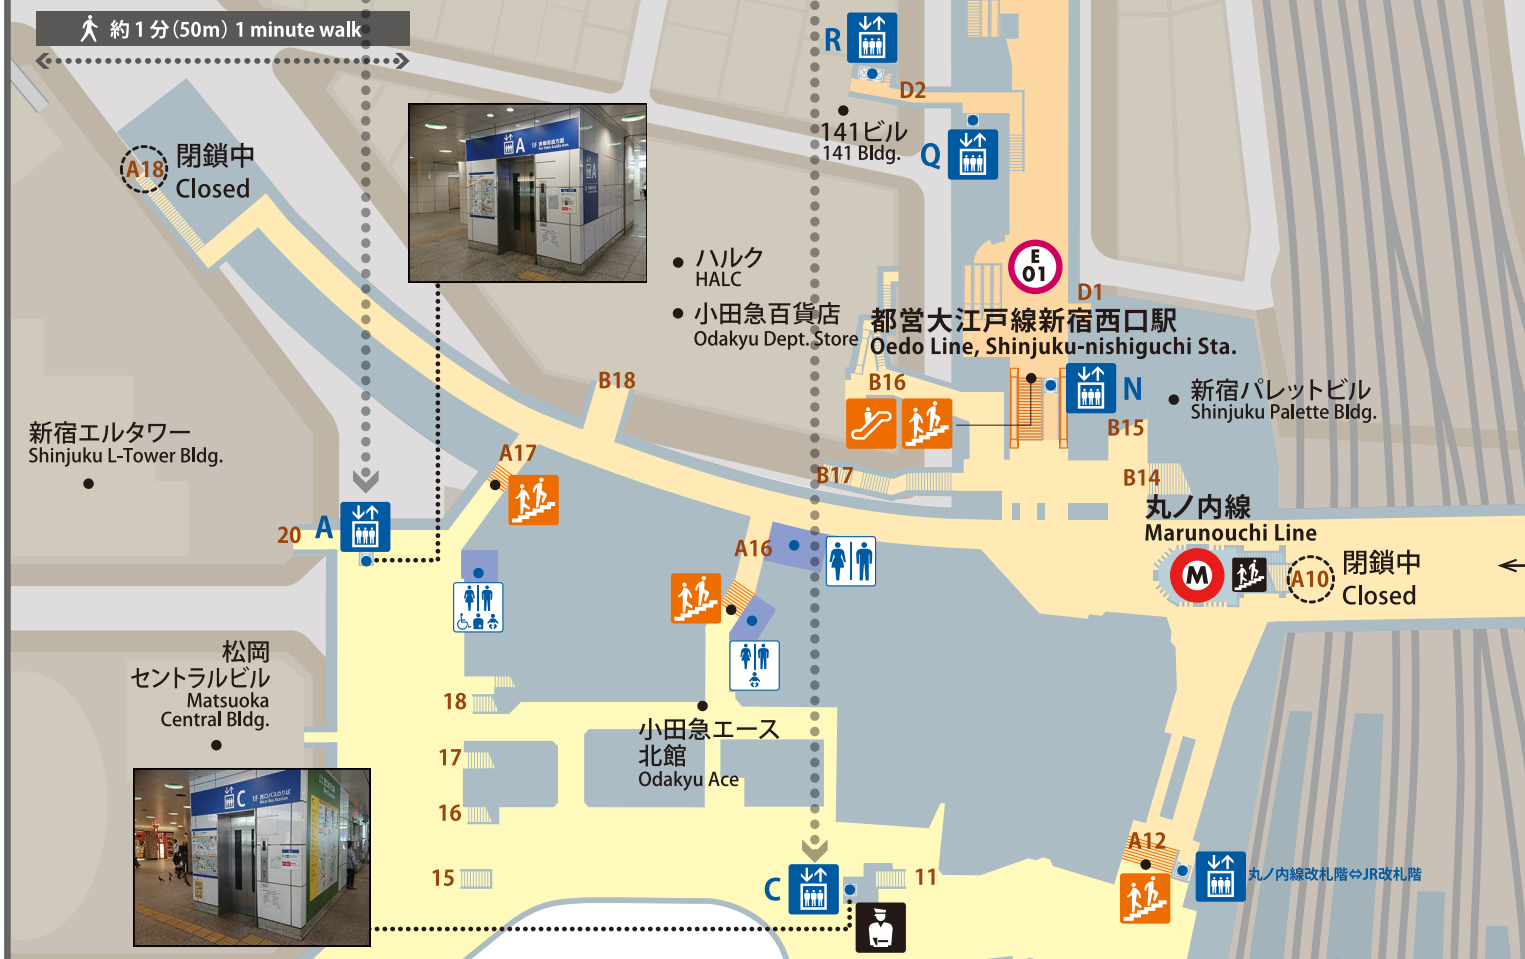 約1分(50m) 1 minute walk
R
D2
141ビル
141 Bldg.
Q
A18
閉鎖中
Closed
A
A
ハルク
HALC
小田急百貨店
Odakyu Dept. Store
E
01
D1
都営大江戸線新宿西口駅
Oedo Line, Shinjuku-nishiguchi Sta.
B18
B16
N
新宿パレットビル
Shinjuku Palette Bldg.
B15
新宿エルタワー
Shinjuku L-Tower Bldg.
A17
B17
B14
丸ノ内線
Marunouchi Line
20
A
A16
M
A10
閉鎖中
Closed
松岡
セントラルビル
Matsuoka
Central Bldg.
18
小田急エース
北館
Odakyu Ace
17
16
C
A12
15
C
11
丸ノ内線改札階⇔JR改札階